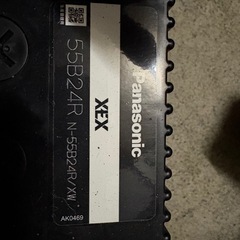 Panasonic
XEX
55B24R
N-55B24R/XW
AK0469